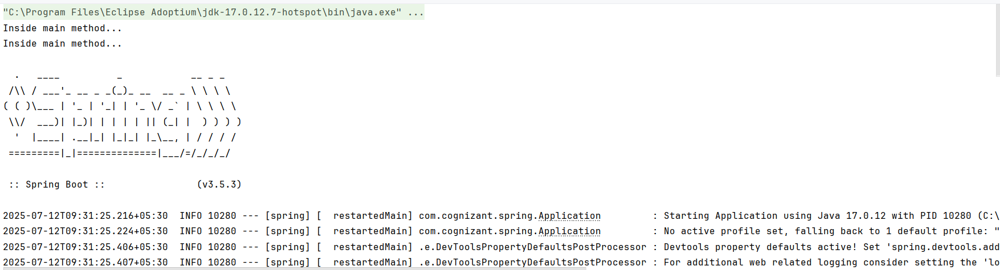 "C:\Program Files\Eclipse Adoptium\jdk-17.0.12.7-hotspot\bin\java.exe" ...
Inside main method...
Inside main method...
  .   ____          _            __ _ _
 /\\ / ___'_ __ _ _(_)_ __  __ _ \ \ \ \
( ( )\___ | '_ | '_| | '_ \/ _` | \ \ \ \
 \\/  ___)| |_)| | | | | || (_| |  ) ) ) )
  '  |____| .__|_| |_|_| |_\__, | / / / /
 =========|_|==============|___/=/_/_/_/
 :: Spring Boot ::                (v3.5.3)
2025-07-12T09:31:25.216+05:30  INFO 10280 --- [spring] [  restartedMain] com.cognizant.spring.Application         : Starting Application using Java 17.0.12 with PID 10280 (C:\
2025-07-12T09:31:25.224+05:30  INFO 10280 --- [spring] [  restartedMain] com.cognizant.spring.Application         : No active profile set, falling back to 1 default profile: "
2025-07-12T09:31:25.406+05:30  INFO 10280 --- [spring] [  restartedMain] .e.DevToolsPropertyDefaultsPostProcessor : Devtools property defaults active! Set 'spring.devtools.add
2025-07-12T09:31:25.407+05:30  INFO 10280 --- [spring] [  restartedMain] .e.DevToolsPropertyDefaultsPostProcessor : For additional web related logging consider setting the 'lo